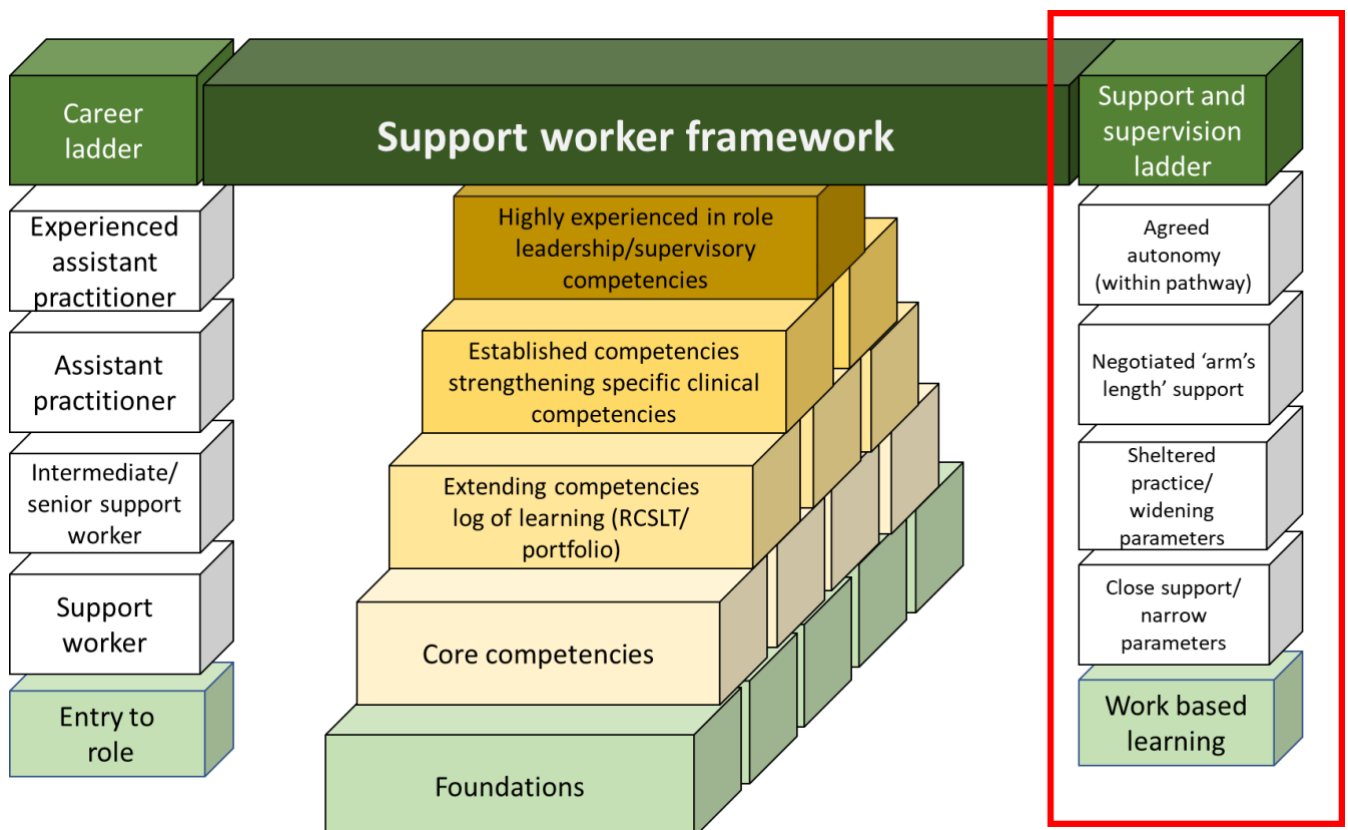 Career
ladder
Support worker framework
Support and
supervision
ladder
Experienced
assistant
practitioner
Assistant
practitioner
Intermediate/
senior support
worker
Support
worker
Entry to
role
Highly experienced in role
leadership/supervisory
competencies
Established competencies
strengthening specific clinical
competencies
Extending competencies
log of learning (RCSLT/
portfolio)
Core competencies
Foundations
Agreed
autonomy
(within pathway)
Negotiated ‘arm’s
length’ support
Sheltered
practice/
widening
parameters
Close support/
narrow
parameters
Work based
learning